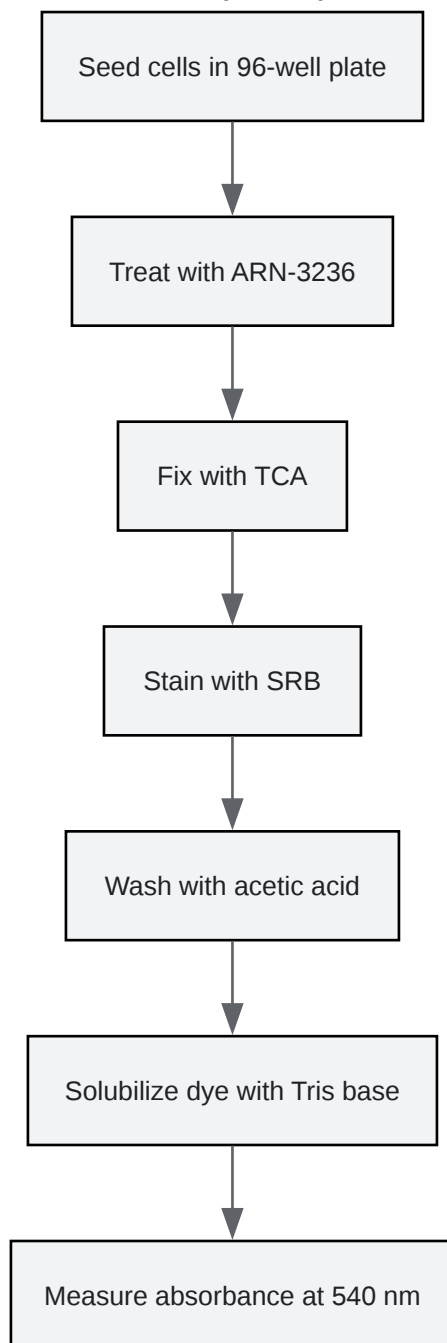 Seed cells in 96-well plate
Treat with ARN-3236
Fix with TCA
Stain with SRB
Wash with acetic acid
Solubilize dye with Tris base
Measure absorbance at 540 nm